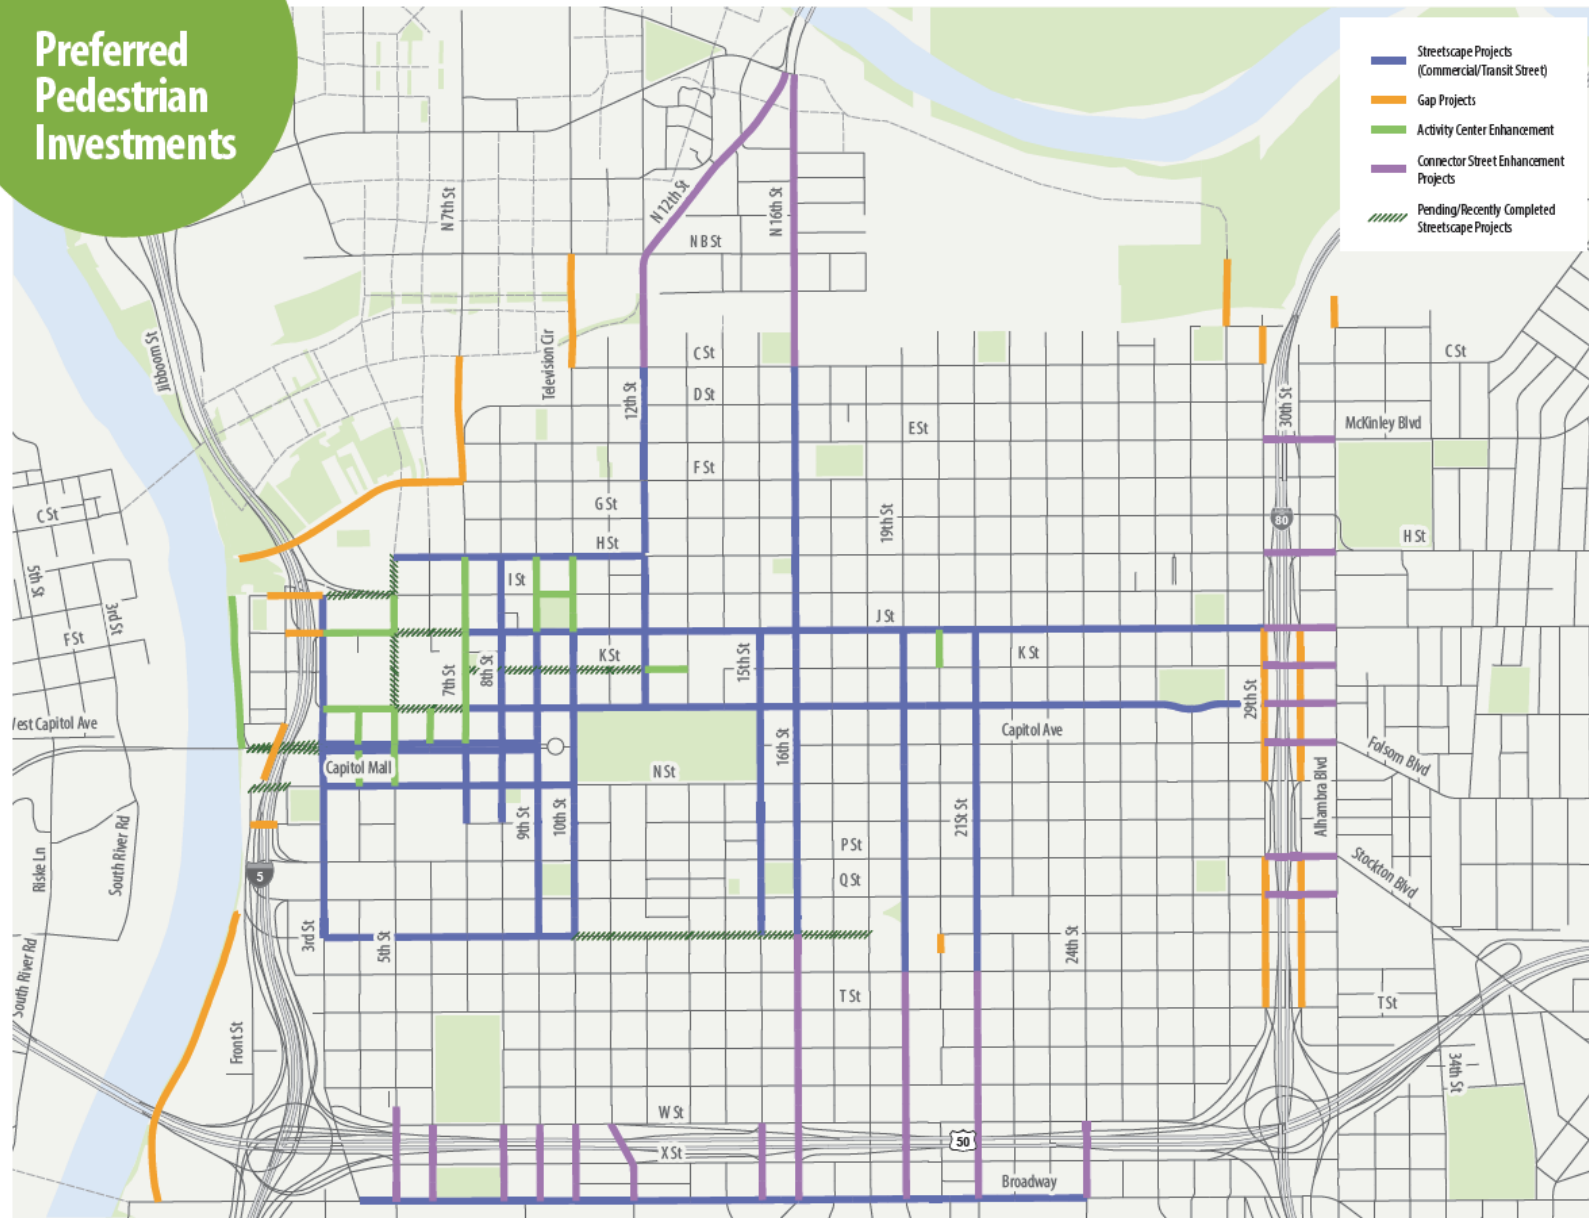 Preferred
Pedestrian
Investments
Streetscape Projects
(Commercial/Transit Street)
Gap Projects
Activity Center Enhancement
Connector Street Enhancement
Projects
Pending/Recently Completed
Streetscape Projects
N 7th St
N 12th St
N 16th St
N B St
Jibboom St
Television Cir
C St
C St
12th St
D St
30th St
McKinley Blvd
E St
F St
G St
19th St
C St
80
H St
H St
5th St
I St
3rd St
J St
F St
K St
K St
7th St
8th St
15th St
29th St
Capitol Ave
16th St
Folsom Blvd
Capitol Mall
N St
Alhambra Blvd
9th St
10th St
21St St
P St
Riske Ln
South River Rd
Stockton Blvd
5
Q St
3rd St
5th St
24th St
South River Rd
T St
T St
Front St
34th St
W St
50
X St
Broadway